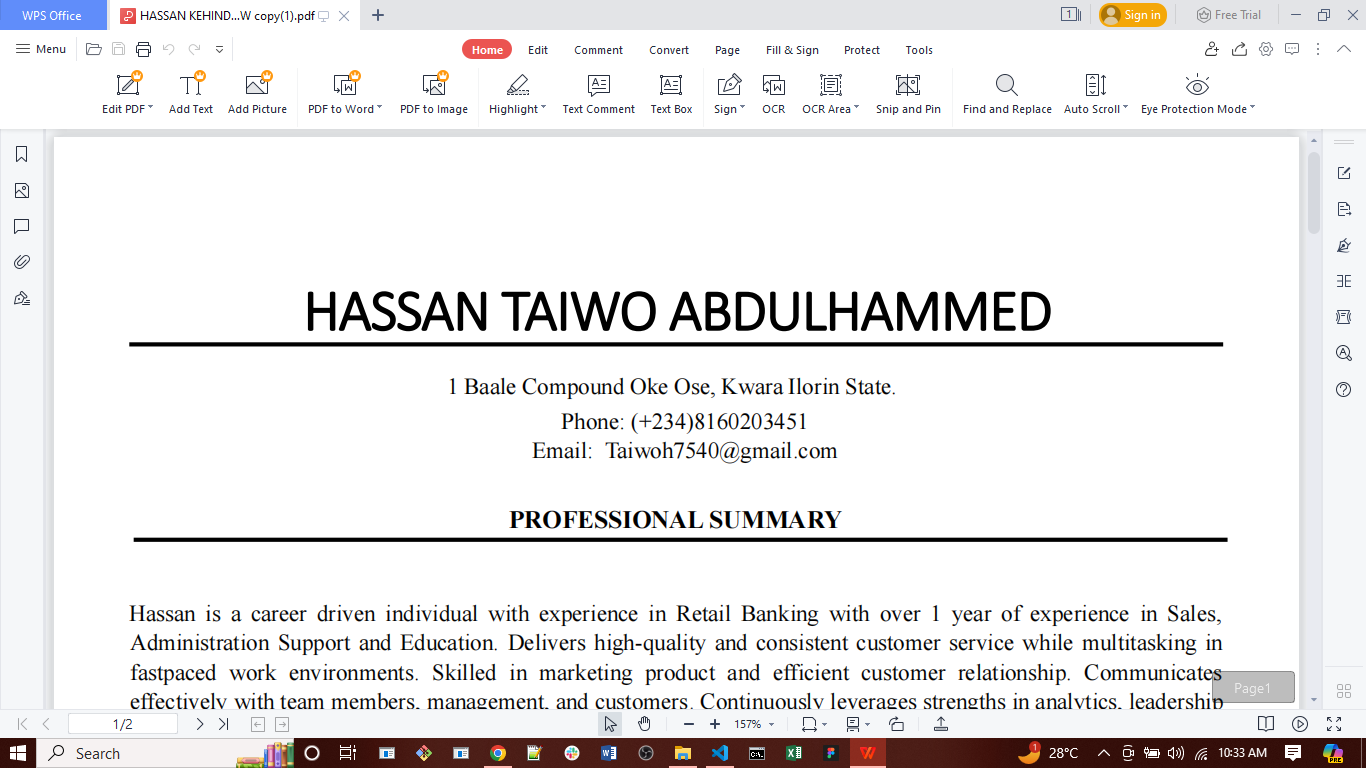 WPS Office
HASSAN KEHIND...W copy(1).pdf
1
Sign in
Free Trial
Menu
Home
Edit
Comment
Convert
Page
Fill & Sign
Protect
Tools
Edit PDF
Add Text
Add Picture
PDF to Word
PDF to Image
Highlight
Text Comment
Text Box
Sign
OCR
OCR Area
Snip and Pin
Find and Replace
Auto Scroll
Eye Protection Mode
HASSAN TAIWO ABDULHAMMED
1 Baale Compound Oke Ose, Kwara Ilorin State.
Phone: (+234)8160203451
Email: Taiwoh7540@gmail.com
PROFESSIONAL SUMMARY
Hassan is a career driven individual with experience in Retail Banking with over 1 year of experience in Sales,
Administration Support and Education. Delivers high-quality and consistent customer service while multitasking in
fastpaced work environments. Skilled in marketing product and efficient customer relationship. Communicates
effectively with team members, management, and customers. Continuously leverages strengths in analytics, leadership
Page1
1/2
157%
Search
1
28°C
10:33 AM
PRE